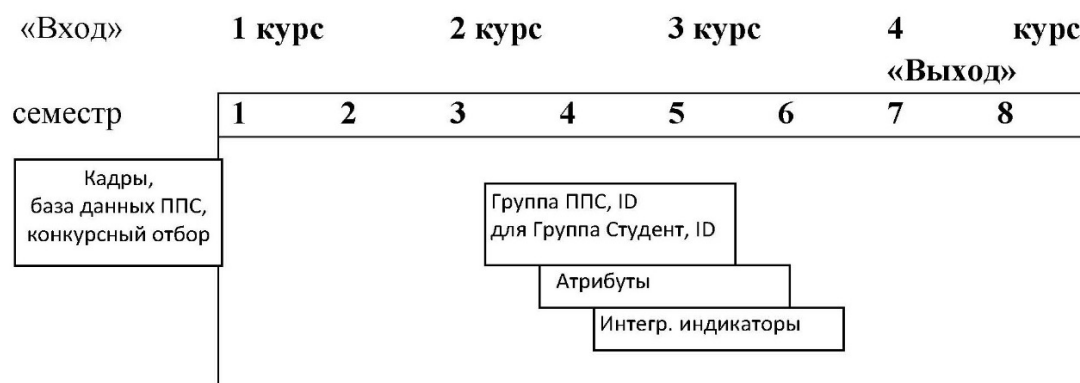 «Вход» 1 курс 2 курс 3 курс 4 курс
«Выход»
семестр 1 2 3 4 5 6 7 8
Кадры,
база данных ППС,
конкурсный отбор
Группа ППС, ID
для Группа Студент, ID
Атрибуты
Интегр. индикаторы